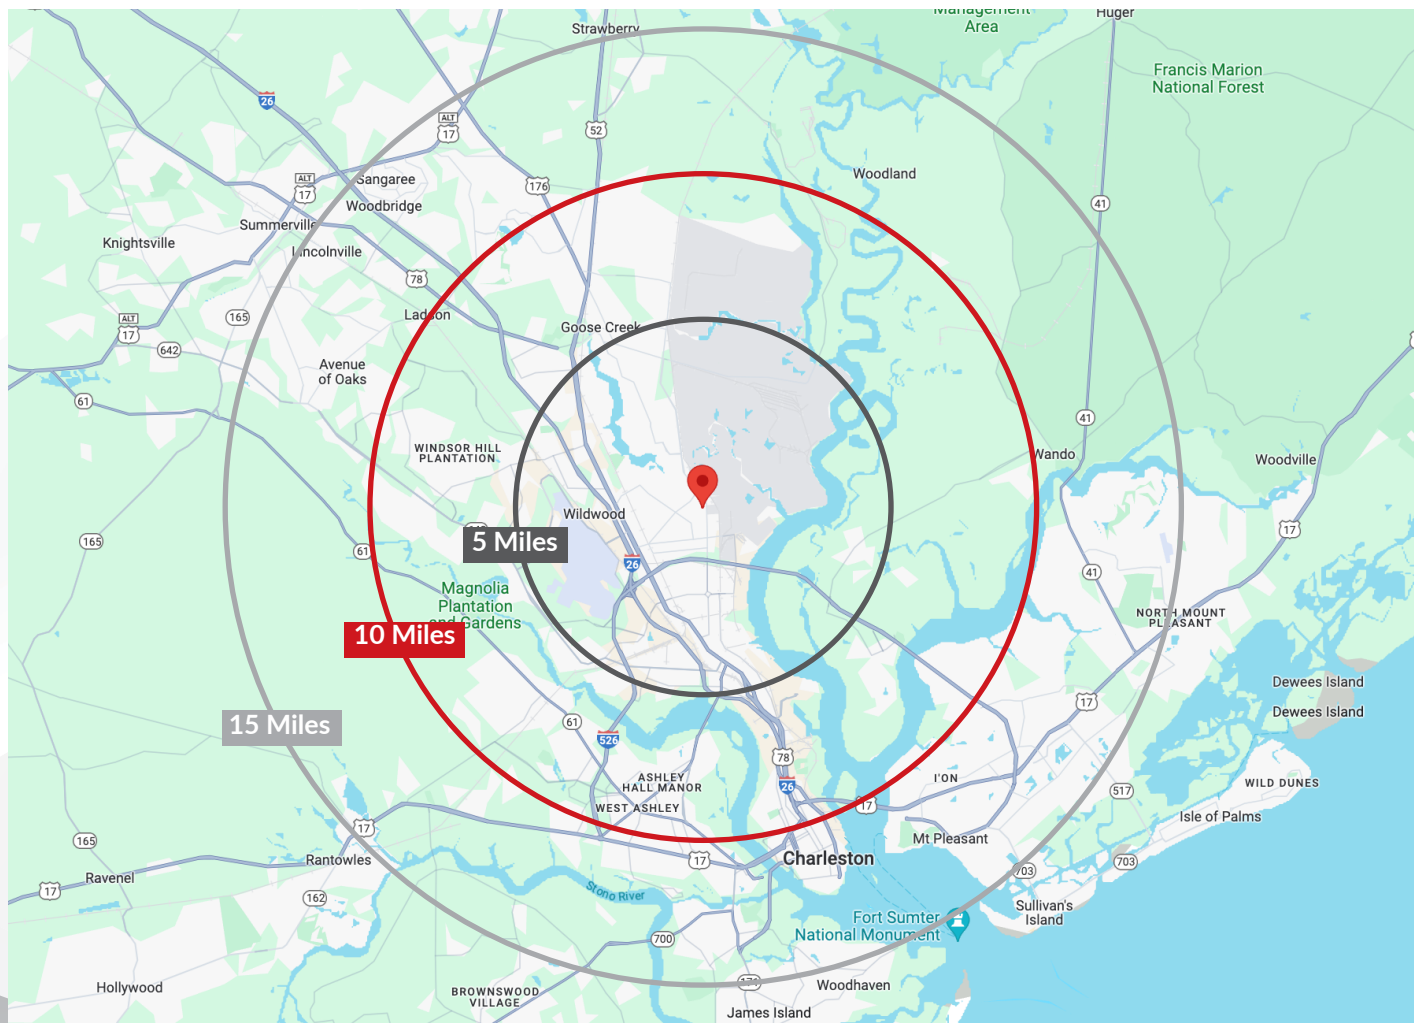 Management
Area
Huger
Strawberry
Francis Marion
National Forest
26
ALT
17
52
Woodland
ALT
17
Sangaree
176
Woodbridge
41
Summerville
Knightsville
Lincolnville
78
165
Ladson
ALT
17
Goose Creek
642
Avenue
of Oaks
61
41
WINDSOR HILL
PLANTATION
Wando
Woodville
Wildwood
17
165
5 Miles
61
26
41
Magnolia
Plantation
and Gardens
NORTH MOUNT
PLEASANT
10 Miles
Dewees Island
17
Dewees Island
15 Miles
61
526
78
ASHLEY
HALL MANOR
26
I'ON
WILD DUNES
517
WEST ASHLEY
17
Isle of Palms
17
165
Mt Pleasant
Rantowles
17
Charleston
703
703
Ravenel
17
162
Stono River
Sullivan's
Island
Fort Sumter
National Monument
700
Hollywood
BROWNSWOOD
VILLAGE
171
Woodhaven
James Island